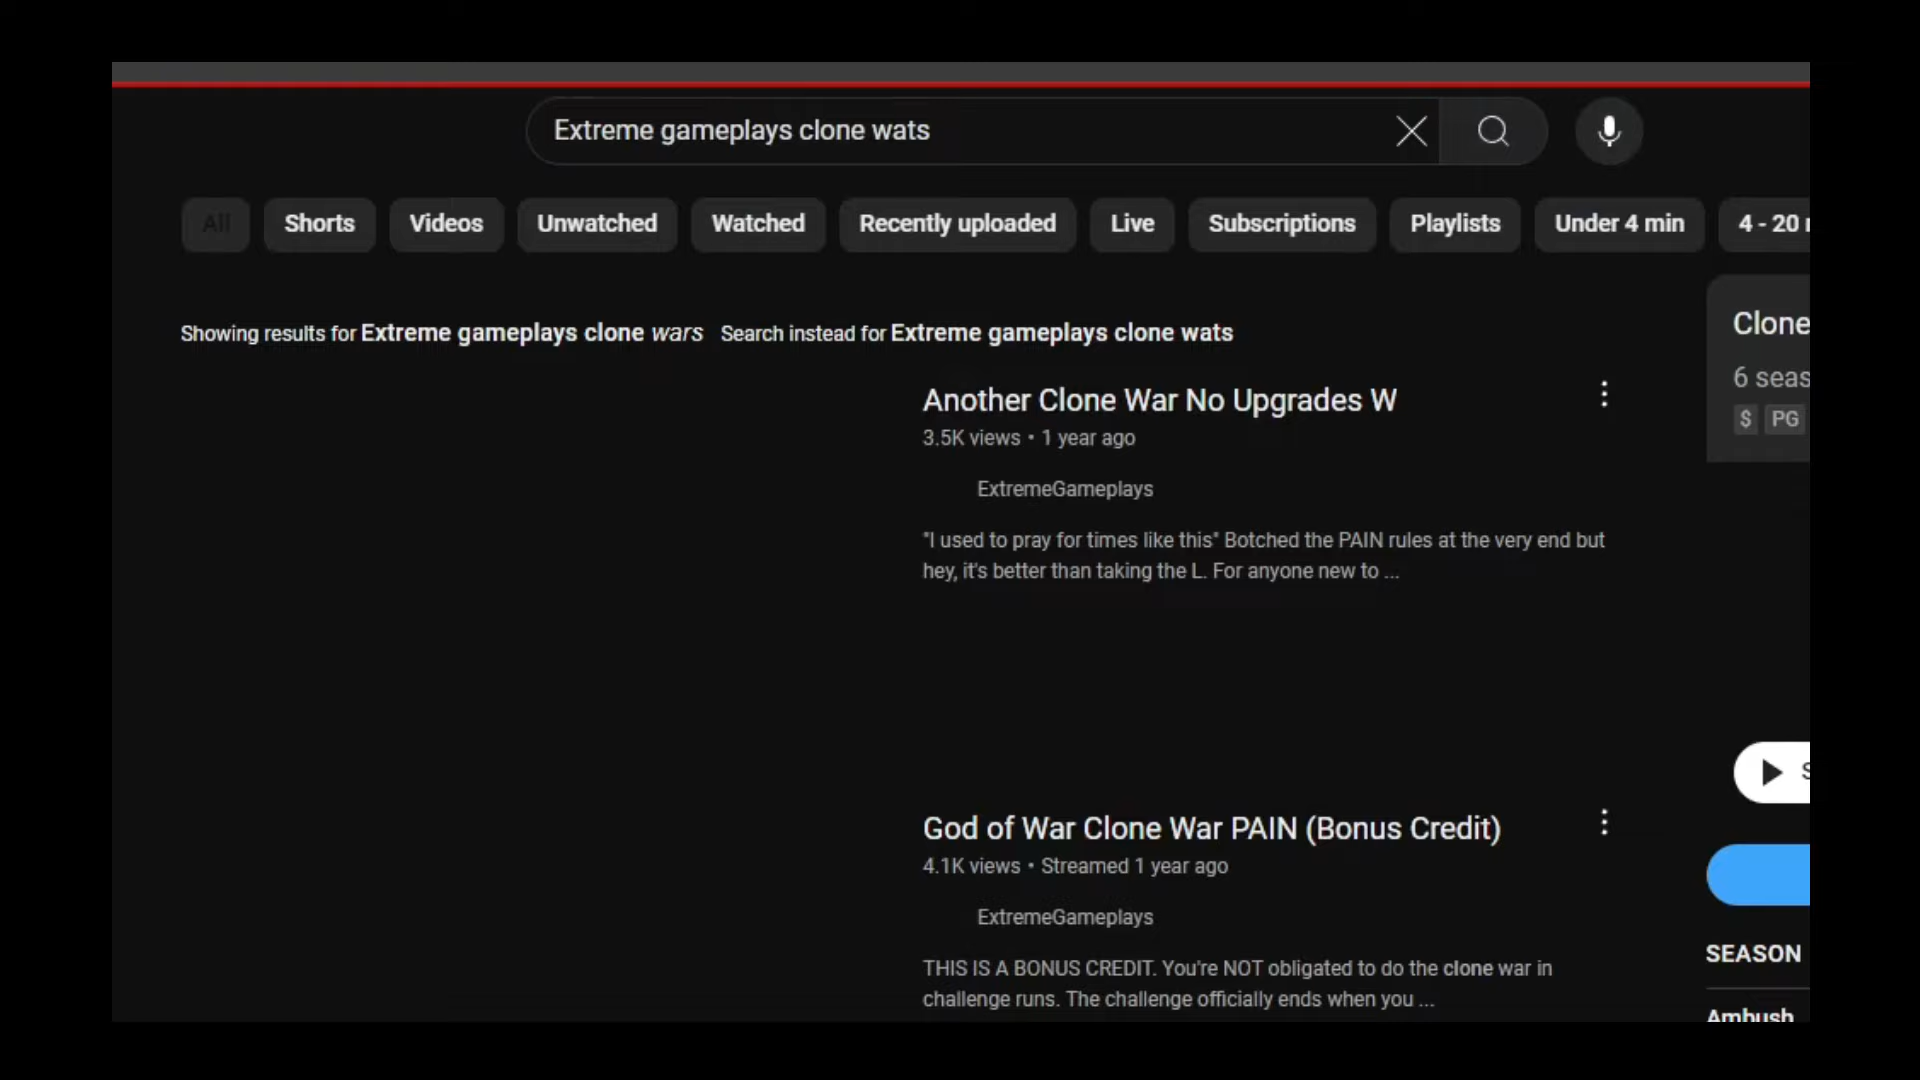 Extreme gameplays clone wats
All Shorts Videos Unwatched Watched Recently uploaded Live Subscriptions Playlists Under 4 min 4 - 20
Showing results for Extreme gameplays clone wars Search instead for Extreme gameplays clone wats
Clone
6 seas
$ PG
Another Clone War No Upgrades W
3.5K views • 1 year ago
ExtremeGameplays
"I used to pray for times like this" Botched the PAIN rules at the very end but
hey, it's better than taking the L. For anyone new to ...
God of War Clone War PAIN (Bonus Credit)
4.1K views • Streamed 1 year ago
ExtremeGameplays
THIS IS A BONUS CREDIT. You're NOT obligated to do the clone war in
challenge runs. The challenge officially ends when you ...
SEASON
Ambush